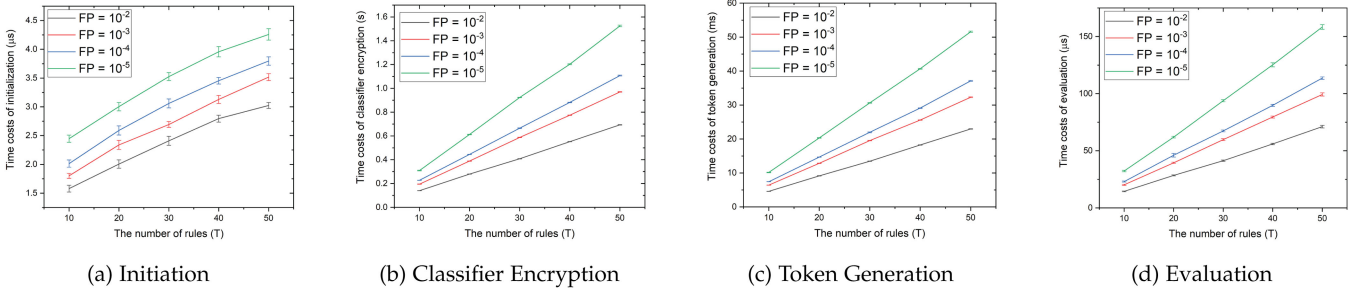 Time costs of initialization (μs)
4.5
4.0
3.5
3.0
2.5
2.0
1.5
FP = 10⁻²
FP = 10⁻³
FP = 10⁻⁴
FP = 10⁻⁵
10 20 30 40 50
The number of rules (T)
(a) Initiation
Time costs of classifier encryption (s)
1.6
1.4
1.2
1.0
0.8
0.6
0.4
0.2
0.0
FP = 10⁻²
FP = 10⁻³
FP = 10⁻⁴
FP = 10⁻⁵
10 20 30 40 50
The number of rules (T)
(b) Classifier Encryption
Time costs of token generation (ms)
60
50
40
30
20
10
0
FP = 10⁻²
FP = 10⁻³
FP = 10⁻⁴
FP = 10⁻⁵
10 20 30 40 50
The number of rules (T)
(c) Token Generation
Time costs of evaluation (μs)
150
100
50
0
FP = 10⁻²
FP = 10⁻³
FP = 10⁻⁴
FP = 10⁻⁵
10 20 30 40 50
The number of rules (T)
(d) Evaluation